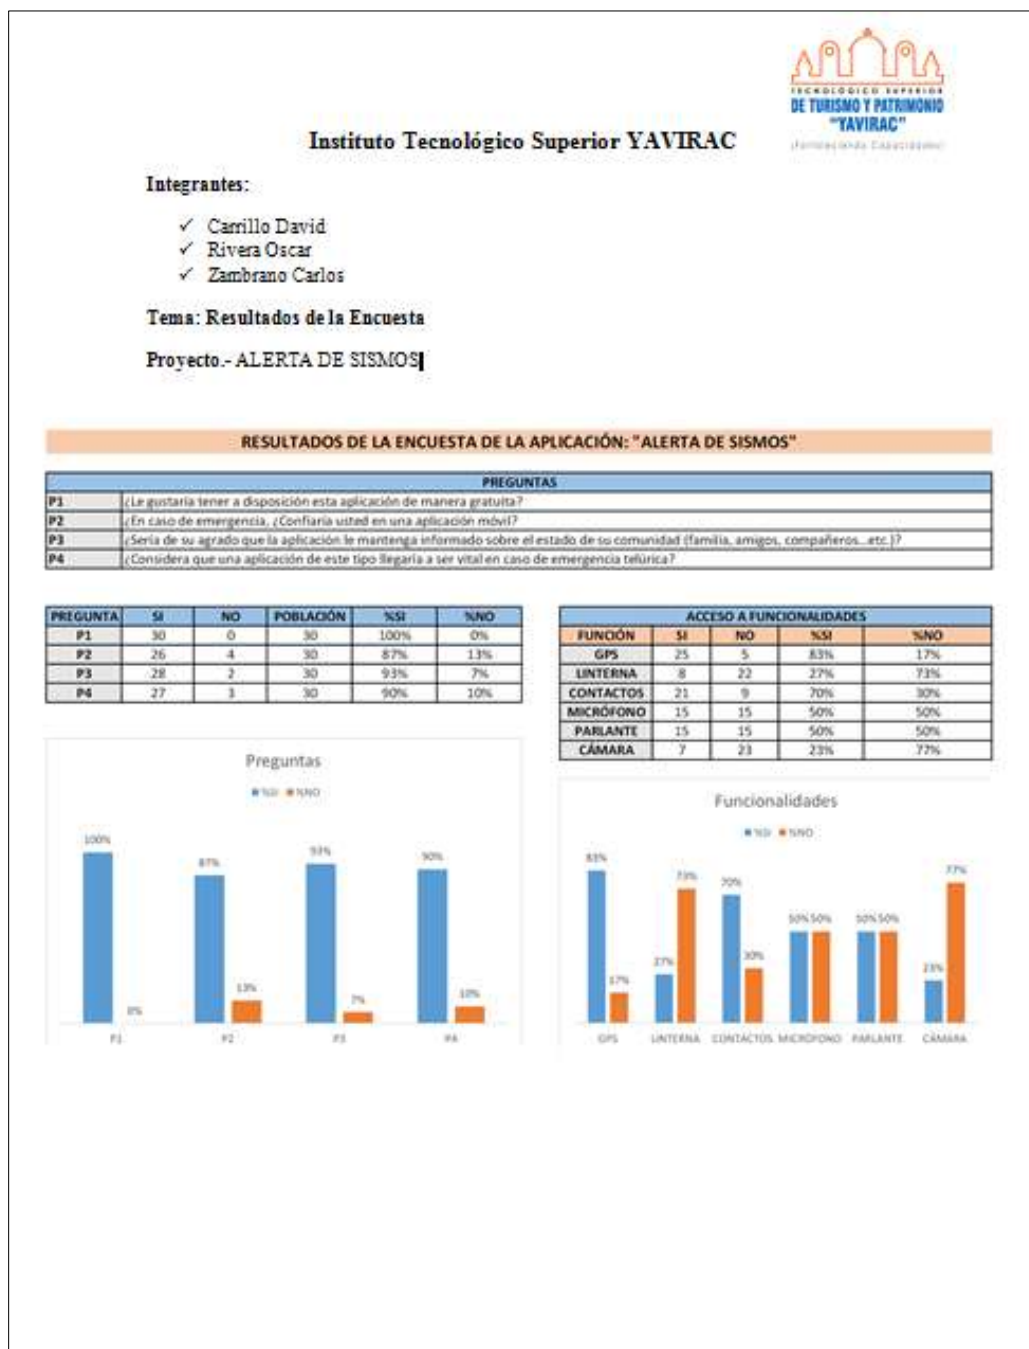 TECNOLÓGICO SUPERIOR
DE TURISMO Y PATRIMONIO
"YAVIRAC"
Instituto Tecnológico Superior YAVIRAC
Integrantes:
✓ Carrillo David
✓ Rivera Oscar
✓ Zambrano Carlos
Tema: Resultados de la Encuesta
Proyecto.- ALERTA DE SISMOS
RESULTADOS DE LA ENCUESTA DE LA APLICACIÓN: "ALERTA DE SISMOS"
PREGUNTAS
P1 ¿Le gustaría tener a disposición esta aplicación de manera gratuita?
P2 ¿En caso de emergencia, ¿Confiaría usted en una aplicación móvil?
P3 ¿Sería de su agrado que la aplicación le mantenga informado sobre el estado de su comunidad (familia, amigos, compañeros...etc.)?
P4 ¿Considera que una aplicación de este tipo llegaría a ser vital en caso de emergencia telúrica?
PREGUNTA SI NO POBLACIÓN %SI %NO
P1 30 0 30 100% 0%
P2 26 4 30 87% 13%
P3 28 2 30 93% 7%
P4 27 3 30 90% 10%
ACCESO A FUNCIONALIDADES
FUNCIÓN SI NO %SI %NO
GPS 25 5 83% 17%
LINTERNA 8 22 27% 73%
CONTACTOS 21 9 70% 30%
MICRÓFONO 15 15 50% 50%
PARLANTE 15 15 50% 50%
CÁMARA 7 23 23% 77%
Preguntas
%SI %NO
100% 0% 87% 13% 93% 7% 90% 10%
P1 P2 P3 P4
Funcionalidades
%SI %NO
83% 17% 27% 73% 70% 30% 50% 50% 50% 50% 23% 77%
GPS LINTERNA CONTACTOS MICRÓFONO PARLANTE CÁMARA